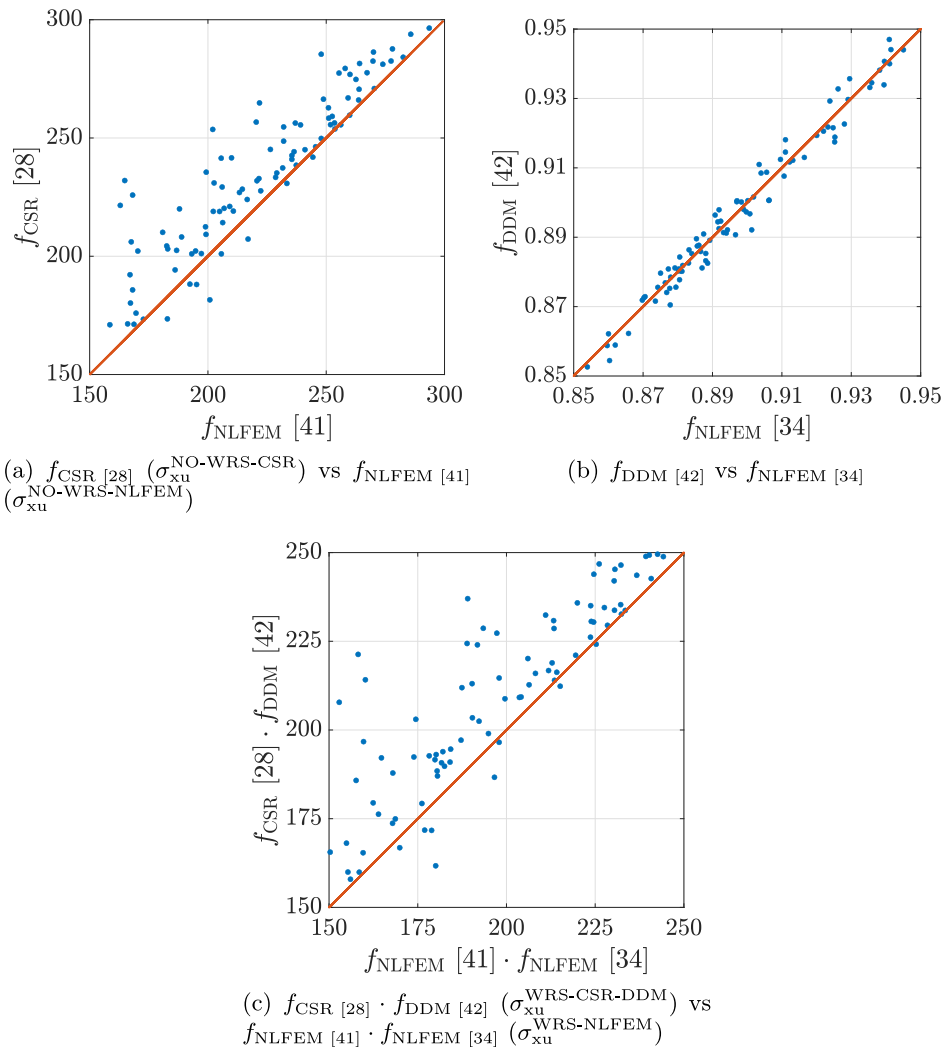 300
250
200
150
f_CSR [28]
150
200
250
300
f_NLFEM [41]
(a) f_CSR [28] (σ_xu^NO-WRS-CSR) vs f_NLFEM [41]
(σ_xu^NO-WRS-NLFEM)
0.95
0.93
0.91
0.89
0.87
0.85
f_DDM [42]
0.85
0.87
0.89
0.91
0.93
0.95
f_NLFEM [34]
(b) f_DDM [42] vs f_NLFEM [34]
250
225
200
175
150
f_CSR [28] · f_DDM [42]
150
175
200
225
250
f_NLFEM [41] · f_NLFEM [34]
(c) f_CSR [28] · f_DDM [42] (σ_xu^WRS-CSR-DDM) vs
f_NLFEM [41] · f_NLFEM [34] (σ_xu^WRS-NLFEM)